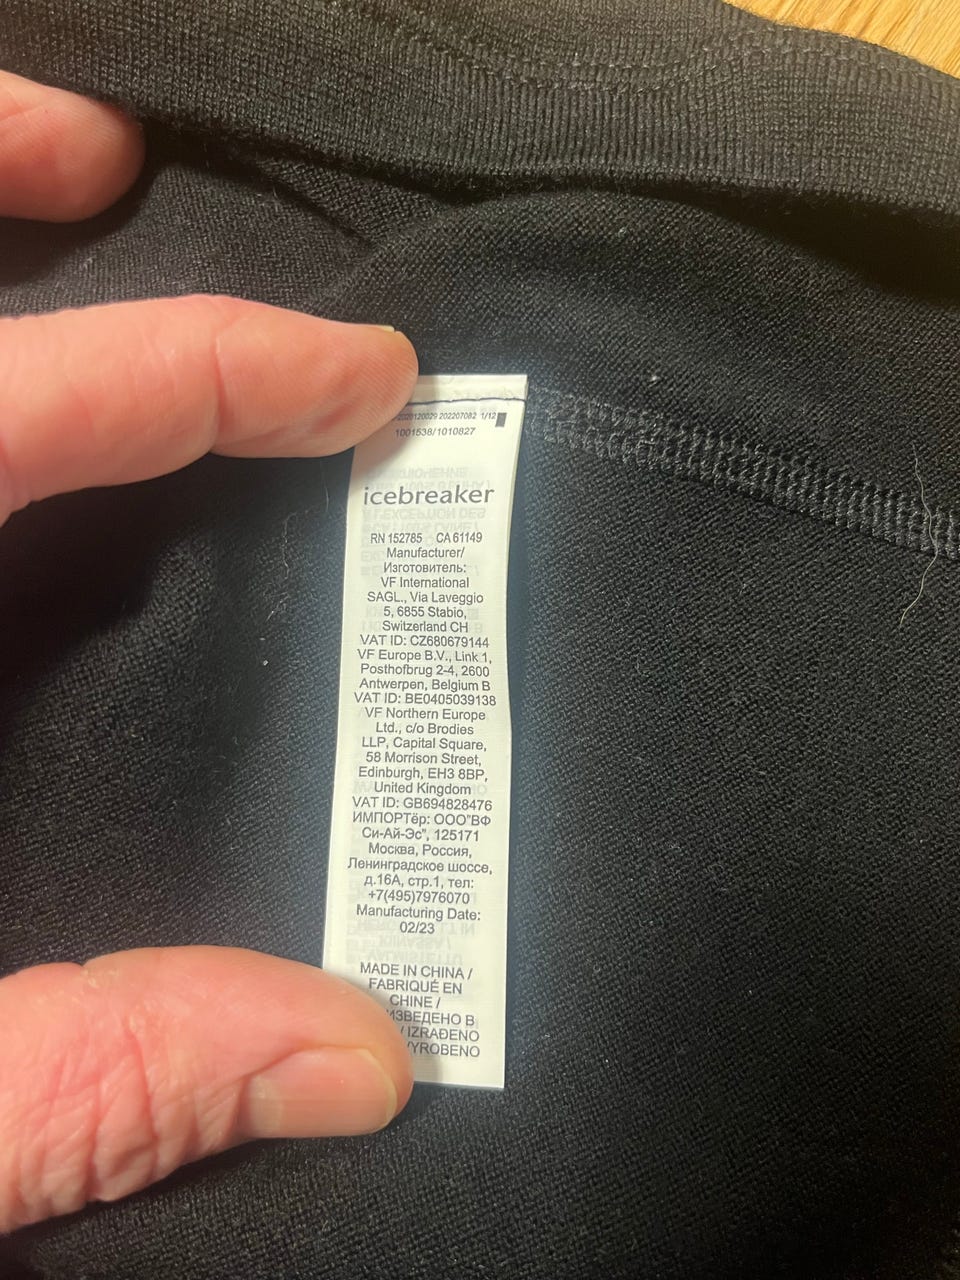 2020120029 202207082 1/12
1001538/1010827
icebreaker
RN 152785 CA 61149
Manufacturer/
Изготовитель:
VF International
SAGL., Via Laveggio
5, 6855 Stabio,
Switzerland CH
VAT ID: CZ680679144
VF Europe B.V., Link 1,
Posthofbrug 2-4, 2600
Antwerpen, Belgium B
VAT ID: BE0405039138
VF Northern Europe
Ltd., c/o Brodies
LLP, Capital Square,
58 Morrison Street,
Edinburgh, EH3 8BP,
United Kingdom
VAT ID: GB694828476
ИМПОРТёр: ООО"ВФ
Си-Ай-Эс", 125171
Москва, Россия,
Ленинградское шоссе,
д.16А, стр.1, тел:
+7(495)7976070
Manufacturing Date:
02/23
MADE IN CHINA /
FABRIQUÉ EN
CHINE /
В
/ IZRAĐENO